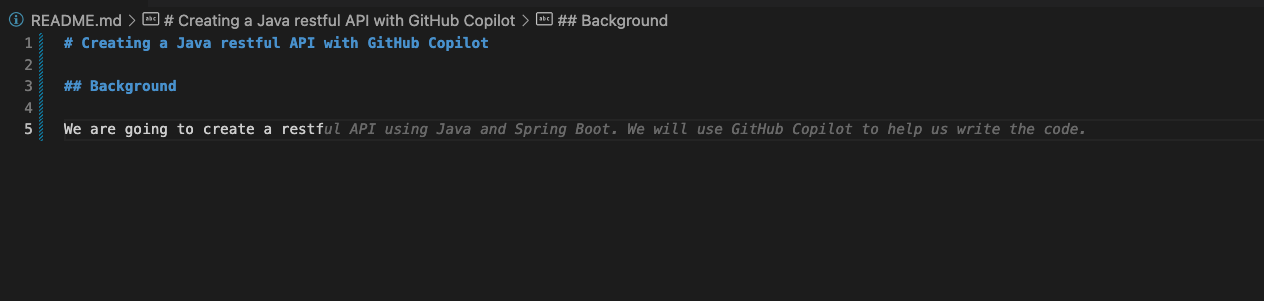 README.md > # Creating a Java restful API with GitHub Copilot > ## Background
1 # Creating a Java restful API with GitHub Copilot
2
3 ## Background
4
5 We are going to create a restful API using Java and Spring Boot. We will use GitHub Copilot to help us write the code.